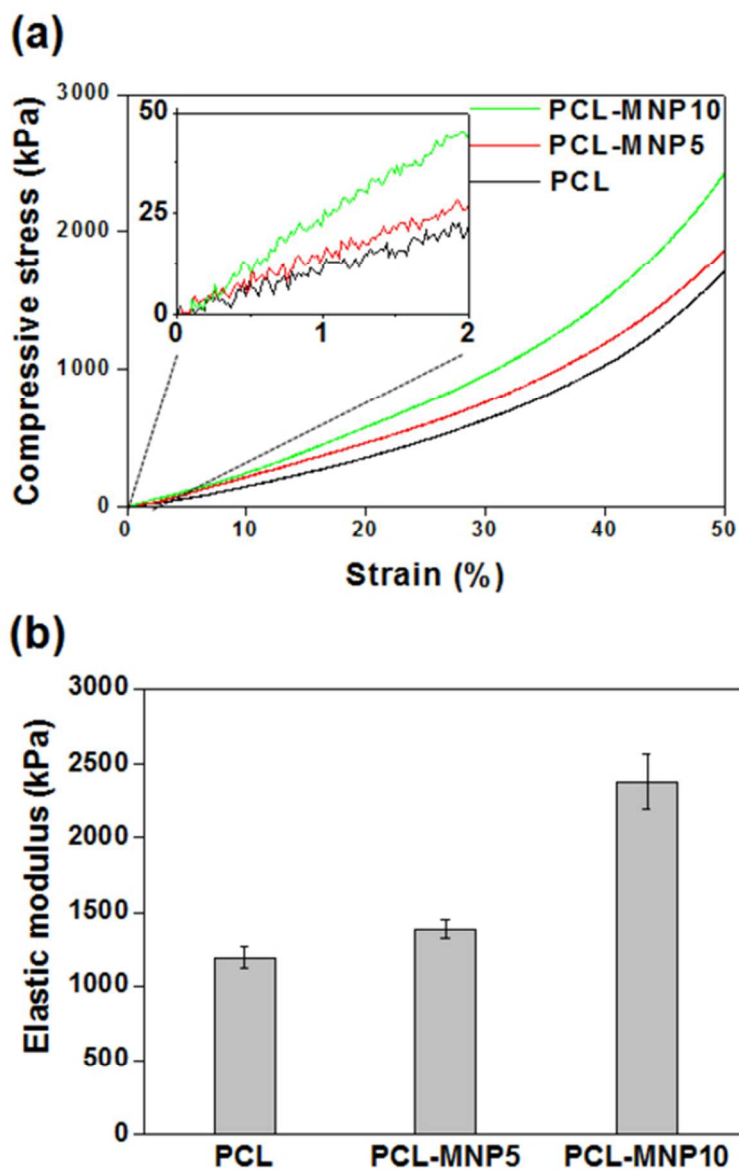 (a)
Compressive stress (kPa)
3000
2000
1000
0
50
25
0
0 1 2
PCL-MNP10
PCL-MNP5
PCL
0 10 20 30 40 50
Strain (%)
(b)
Elastic modulus (kPa)
3000
2500
2000
1500
1000
500
0
PCL PCL-MNP5 PCL-MNP10